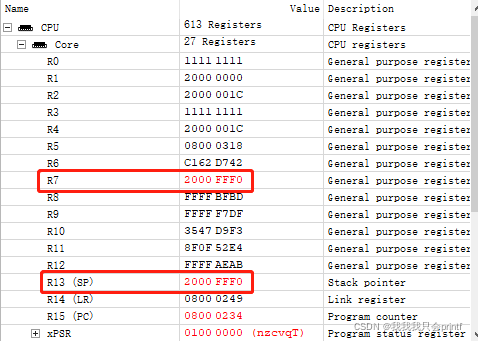 Name Value Description
CPU 613 Registers CPU Registers
Core 27 Registers CPU registers
R0 1111 1111 General purpose register
R1 2000 0000 General purpose register
R2 2000 001C General purpose register
R3 1111 1111 General purpose register
R4 2000 001C General purpose register
R5 0800 0318 General purpose register
R6 C162 D742 General purpose register
R7 2000 FFF0 General purpose register
R8 FFFF BFBD General purpose register
R9 FFFF F7DF General purpose register
R10 3547 D9F3 General purpose register
R11 8F0F 52E4 General purpose register
R12 FFFF AEAB General purpose register
R13 (SP) 2000 FFF0 Stack pointer
R14 (LR) 0800 0249 Link register
R15 (PC) 0800 0234 Program counter
xPSR 0100 0000 (nzcvqT) Program status register
CSDN @我我我只会printf